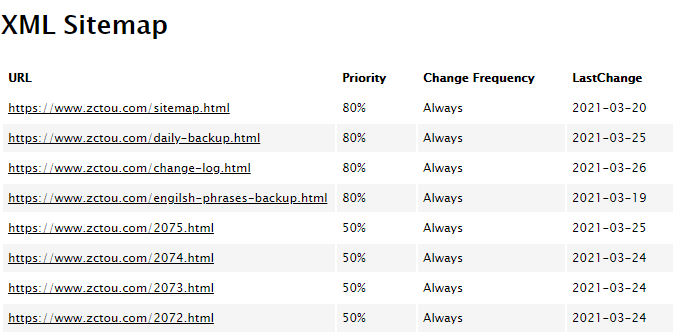 XML Sitemap
URL Priority Change Frequency LastChange
https://www.zctou.com/sitemap.html 80% Always 2021-03-20
https://www.zctou.com/daily-backup.html 80% Always 2021-03-25
https://www.zctou.com/change-log.html 80% Always 2021-03-26
https://www.zctou.com/engilsh-phrases-backup.html 80% Always 2021-03-19
https://www.zctou.com/2075.html 50% Always 2021-03-25
https://www.zctou.com/2074.html 50% Always 2021-03-24
https://www.zctou.com/2073.html 50% Always 2021-03-24
https://www.zctou.com/2072.html 50% Always 2021-03-24